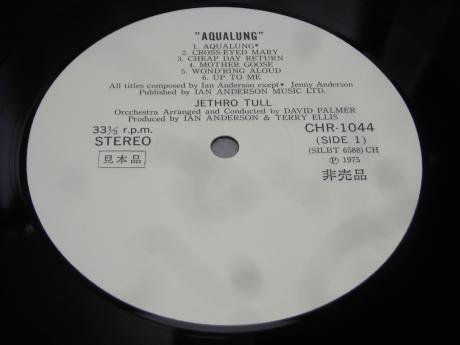 "AQUALUNG"
1. AQUALUNG*
2. CROSS-EYED MARY
3. CHEAP DAY RETURN
4. MOTHER GOOSE
5. WOND'RING ALOUD
6. UP TO ME
All titles composed by Ian Anderson exept* Jenny Anderson
Published by IAN ANDERSON MUSIC LTD.
JETHRO TULL
Orcchestra Arranged and Conducted by DAVID PALMER
Produced by IAN ANDERSON & TERRY ELLIS
33⅓ r.p.m.
STEREO
見本品
CHR-1044
(SIDE 1)
(SILBT 6588) CH
Ⓟ 1975
非売品